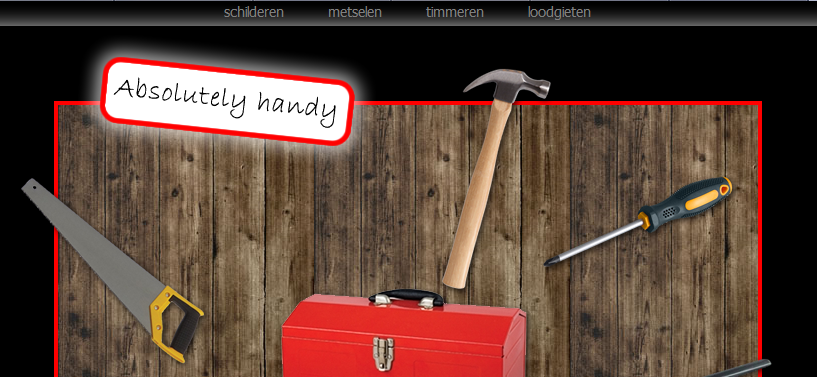 schilderen metselen timmeren loodgieten
Absolutely handy